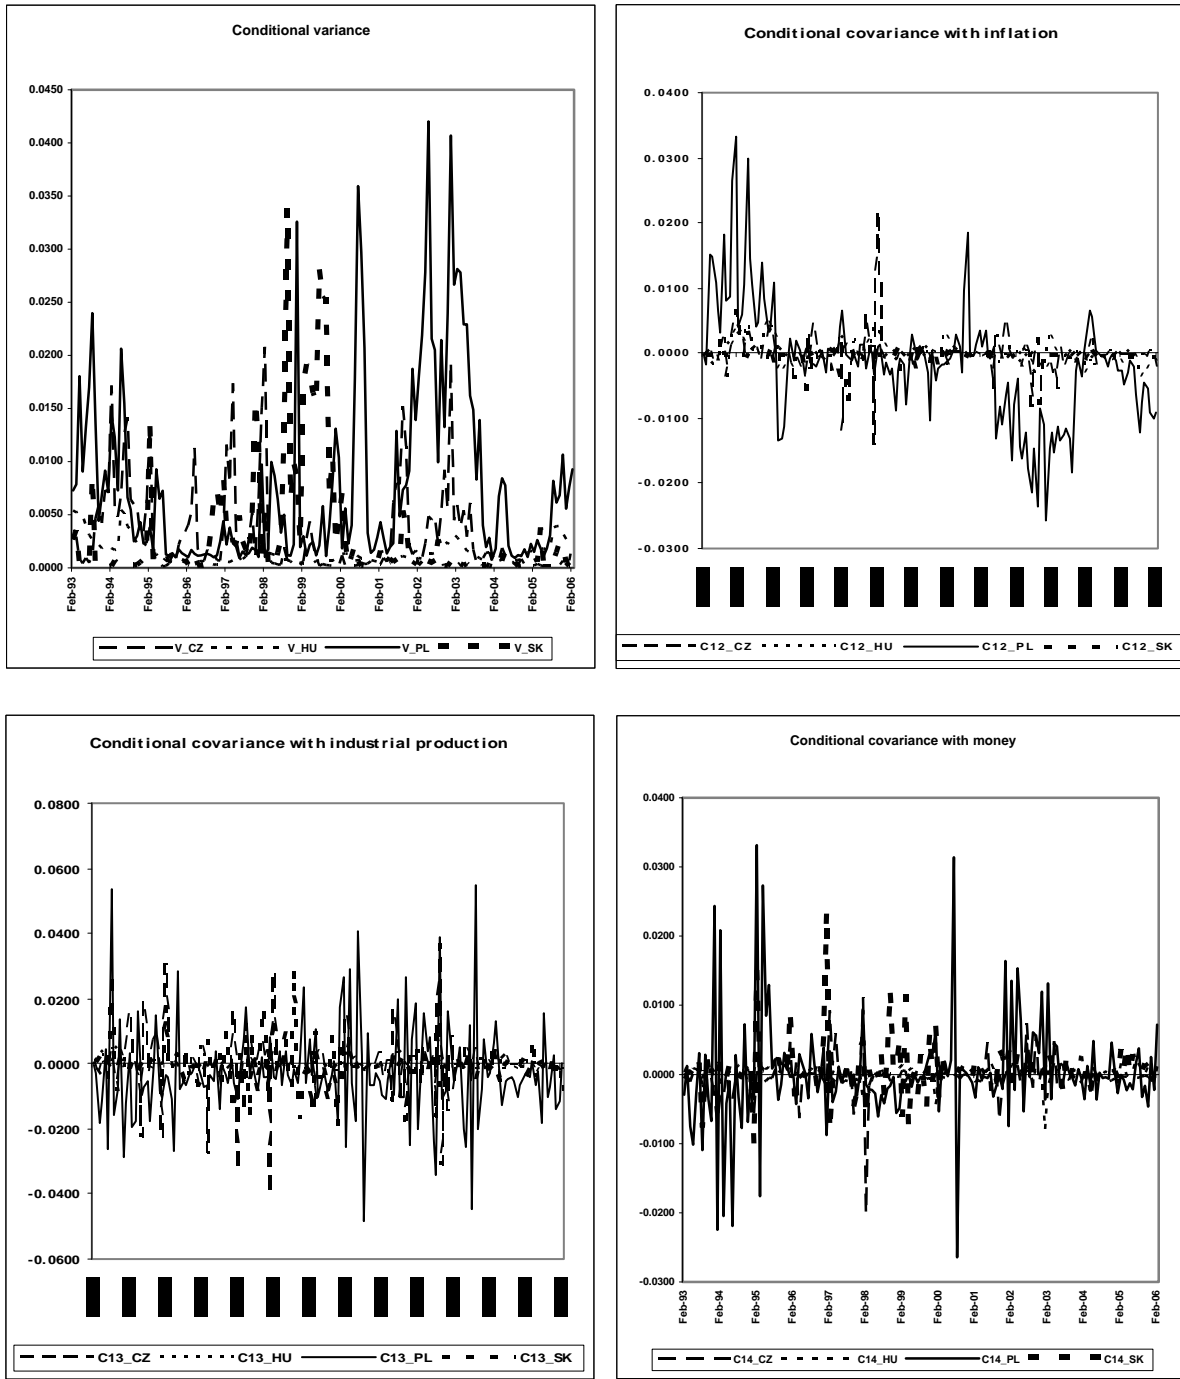 Conditional variance
0.0450
0.0400
0.0350
0.0300
0.0250
0.0200
0.0150
0.0100
0.0050
0.0000
Feb-93
Feb-94
Feb-95
Feb-96
Feb-97
Feb-98
Feb-99
Feb-00
Feb-01
Feb-02
Feb-03
Feb-04
Feb-05
Feb-06
V_CZ V_HU V_PL V_SK
Conditional covariance with inflation
0.0400
0.0300
0.0200
0.0100
0.0000
-0.0100
-0.0200
-0.0300
C12_CZ C12_HU C12_PL C12_SK
Conditional covariance with industrial production
0.0800
0.0600
0.0400
0.0200
0.0000
-0.0200
-0.0400
-0.0600
C13_CZ C13_HU C13_PL C13_SK
Conditional covariance with money
0.0400
0.0300
0.0200
0.0100
0.0000
-0.0100
-0.0200
-0.0300
Feb-93
Feb-94
Feb-95
Feb-96
Feb-97
Feb-98
Feb-99
Feb-00
Feb-01
Feb-02
Feb-03
Feb-04
Feb-05
Feb-06
C14_CZ C14_HU C14_PL C14_SK